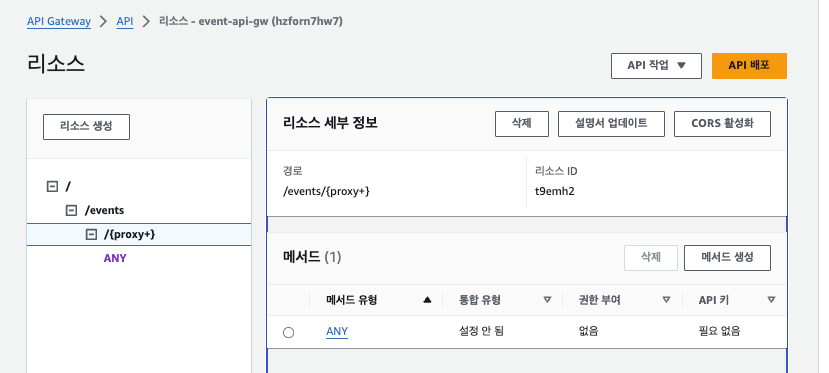 API Gateway > API > 리소스 - event-api-gw (hzforn7hw7)
리소스
API 작업 ▼
API 배포
리소스 생성
/
/events
/{proxy+}
ANY
리소스 세부 정보
삭제
설명서 업데이트
CORS 활성화
경로
/events/{proxy+}
리소스 ID
t9emh2
메서드 (1)
삭제
메서드 생성
메서드 유형 ▲ 통합 유형 ▽ 권한 부여 ▽ API 키 ▽
ANY 설정 안 됨 없음 필요 없음